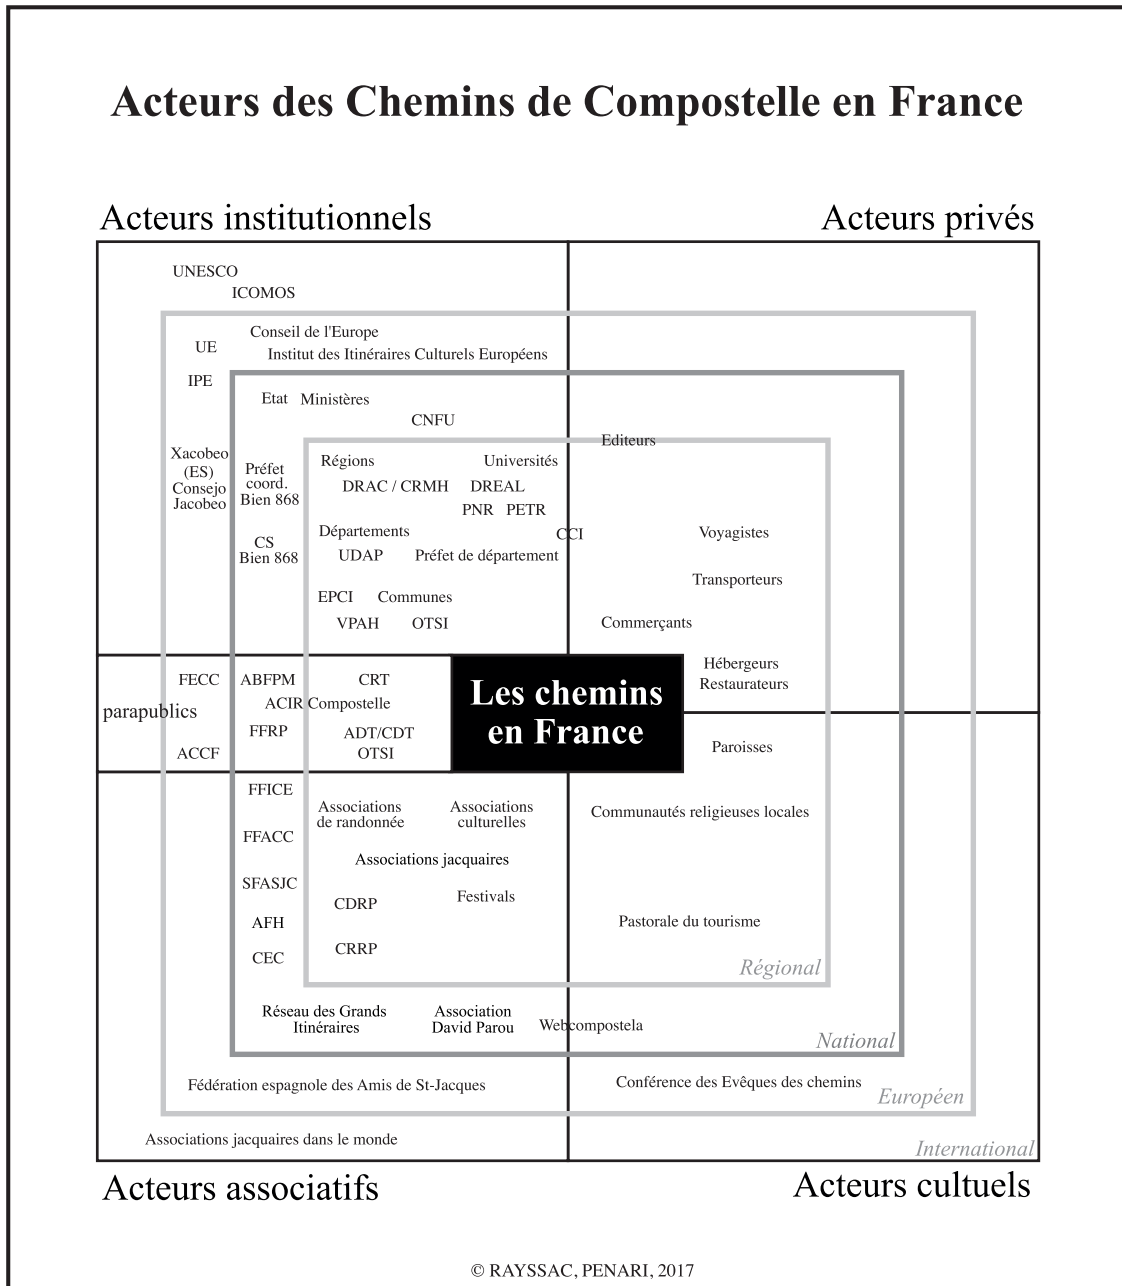 Acteurs des Chemins de Compostelle en France
Acteurs institutionnels
Acteurs privés
UNESCO
ICOMOS
Conseil de l'Europe
UE
Institut des Itinéraires Culturels Européens
IPE
Etat Ministères
CNFU
Editeurs
Xacobeo
(ES)
Consejo
Jacobeo
Préfet
coord.
Bien 868
CS
Bien 868
Régions
Universités
DRAC / CRMH
DREAL
PNR PETR
CCI
Départements
UDAP
Préfet de département
EPCI
Communes
VPAH
OTSI
Voyagistes
Transporteurs
Commerçants
Hébergeurs
Restaurateurs
parapublics
FECC
ACCF
ABFPM
CRT
ACIR Compostelle
FFRP
ADT/CDT
OTSI
Les chemins
en France
Paroisses
Communautés religieuses locales
Pastorale du tourisme
FFICE
FFACC
SFASJC
AFH
CEC
Associations
de randonnée
Associations
culturelles
Associations jacquaires
CDRP
Festivals
CRRP
Régional
Réseau des Grands
Itinéraires
Association
David Parou
Webcompostela
National
Fédération espagnole des Amis de St-Jacques
Conférence des Evêques des chemins
Européen
Associations jacquaires dans le monde
International
Acteurs associatifs
Acteurs cultuels
© RAYSSAC, PENARI, 2017